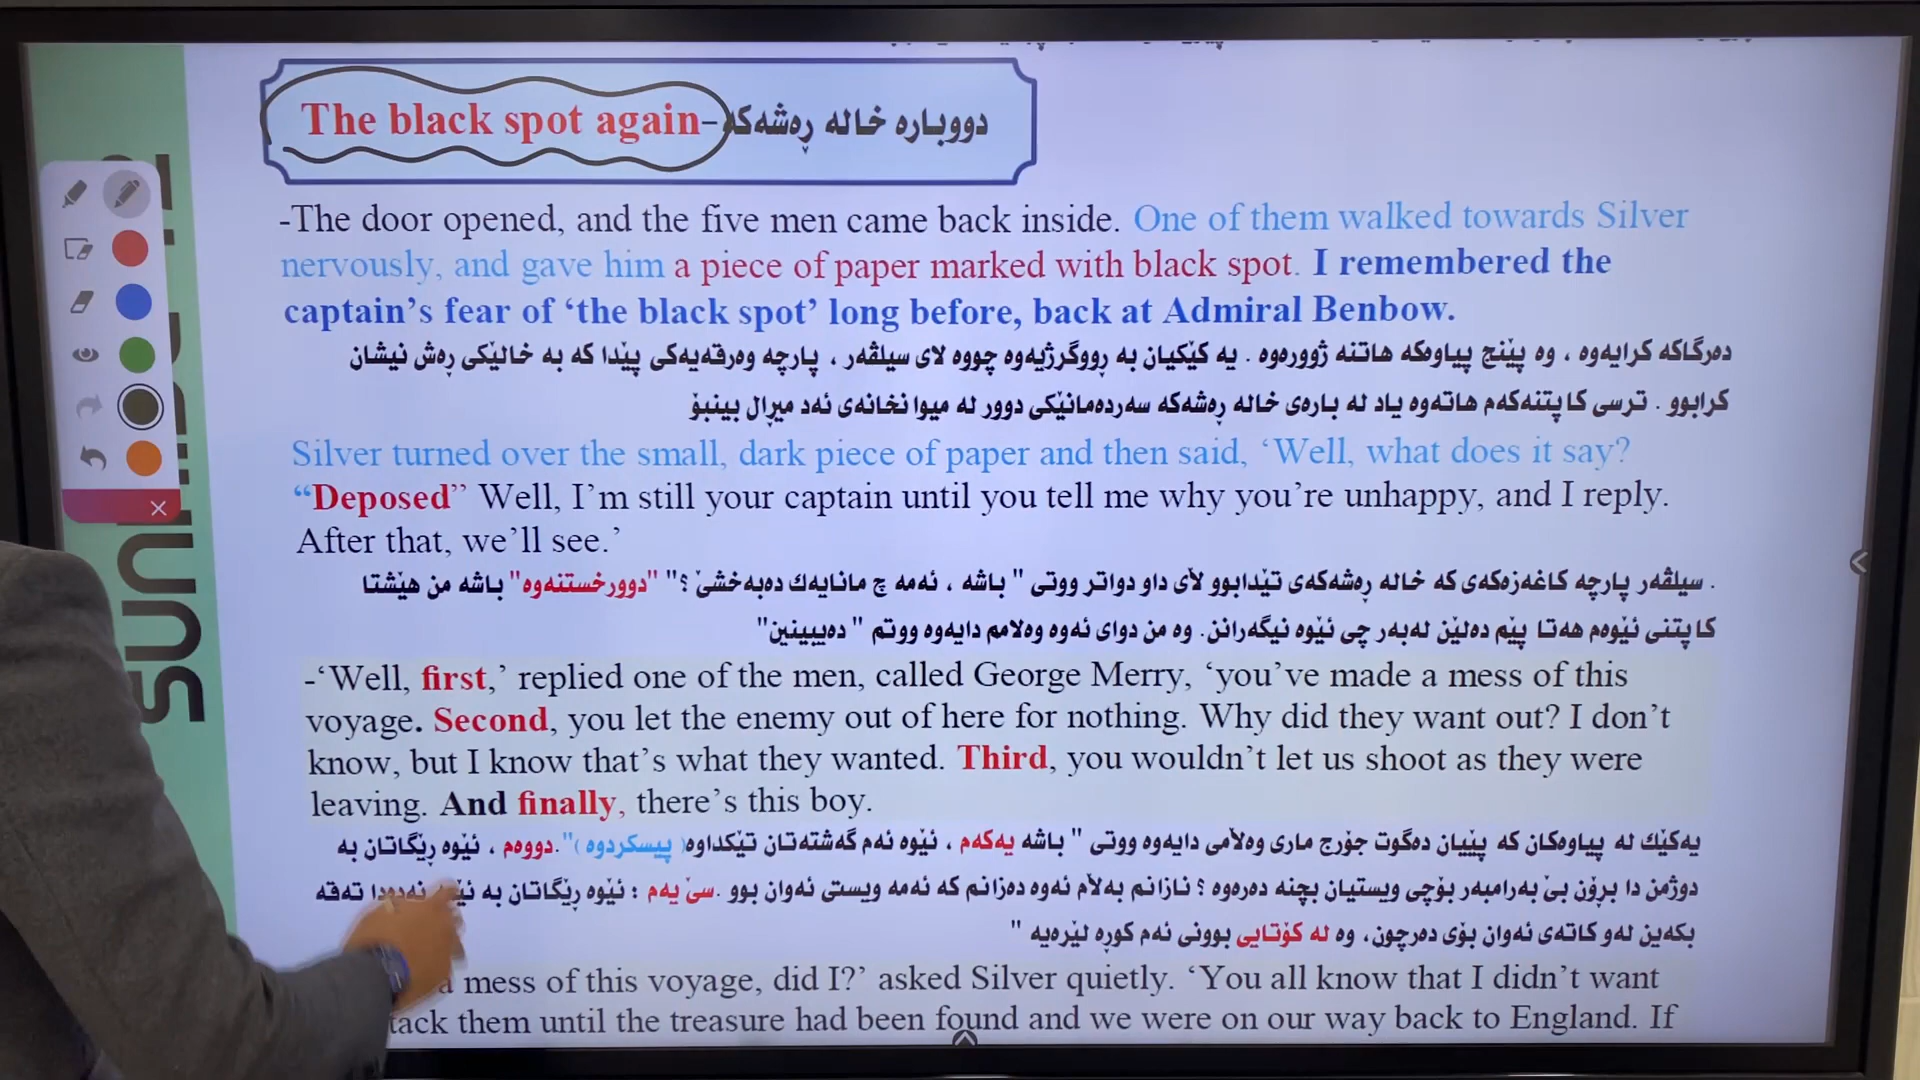 The black spot again-دووبارە خاڵە ڕەشەکە
-The door opened, and the five men came back inside. One of them walked towards Silver
nervously, and gave him a piece of paper marked with black spot. I remembered the
captain's fear of 'the black spot' long before, back at Admiral Benbow.
دەرگاکە کرایەوە ، وە پێنج پیاوەکە هاتنە ژوورەوە . یە کێکیان بە ڕووگرژیەوە چووە لای سیلڤەر ، پارچە وەرقەیەکی پێدا کە بە خاڵێکی ڕەش نیشان
کرابوو . ترسی کاپتنەکەم هاتەوە یاد لە بارەی خاڵە ڕەشەکە سەردەمانێکی دوور لە میوانخانەی ئەد میڕال بینبۆ
Silver turned over the small, dark piece of paper and then said, 'Well, what does it say?
"Deposed" Well, I'm still your captain until you tell me why you're unhappy, and I reply.
After that, we'll see.'
. سیلڤەر پارچە کاغەزەکەی کە خاڵە ڕەشەکەی تێدابوو لای داو دواتر ووتی " باشە ، ئەمە چ مانایەك دەبەخشێ ؟" "دوورخستنەوە" باشە من هێشتا
کاپتنی ئێوەم هەتا پێم دەڵێن لەبەر چی ئێوە نیگەرانن. وە من دوای ئەوە وەلامم دایەوە ووتم " دەیبینین"
-'Well, first,' replied one of the men, called George Merry, 'you've made a mess of this
voyage. Second, you let the enemy out of here for nothing. Why did they want out? I don't
know, but I know that's what they wanted. Third, you wouldn't let us shoot as they were
leaving. And finally, there's this boy.
یەکێك لە پیاوەکان کە پێیان دەگوت جۆرج ماری وەلامی دایەوە ووتی " باشە یەکەم ، ئێوە ئەم گەشتەتان تێکداوە( پیسکردوە )".دووەم ، ئێوە ڕێگاتان بە
دوژمن دا بڕۆن بێ بەرامبەر بۆچی ویستیان بچنە دەرەوە ؟ نازانم بەلام ئەوە دەزانم کە ئەمە ویستی ئەوان بوو .سێ یەم ؛ ئێوە ڕێگاتان بە تەقە
بکەین لەو کاتەی ئەوان بۆی دەرچون، وە لە کۆتایی بوونی ئەم کورە لێرەیە "
mess of this voyage, did I?' asked Silver quietly. 'You all know that I didn't want
them until the treasure had been found and we were on our way back to England. If